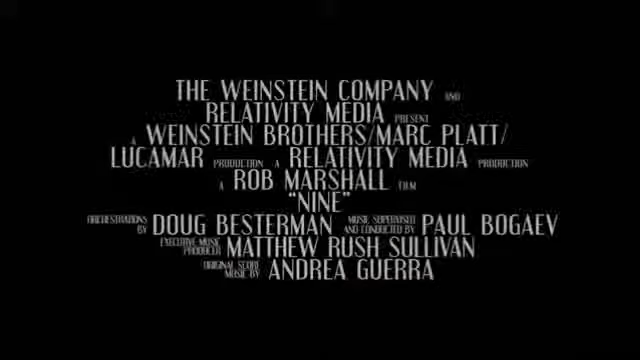 THE WEINSTEIN COMPANY AND
RELATIVITY MEDIA PRESENT
A WEINSTEIN BROTHERS/MARC PLATT/
LUCAMAR PRODUCTION A RELATIVITY MEDIA PRODUCTION
A ROB MARSHALL FILM
“NINE”
ORCHESTRATIONS BY DOUG BESTERMAN MUSIC SUPERVISED AND CONDUCTED BY PAUL BOGAEV
EXECUTIVE MUSIC PRODUCER MATTHEW RUSH SULLIVAN
ORIGINAL SCORE MUSIC BY ANDREA GUERRA